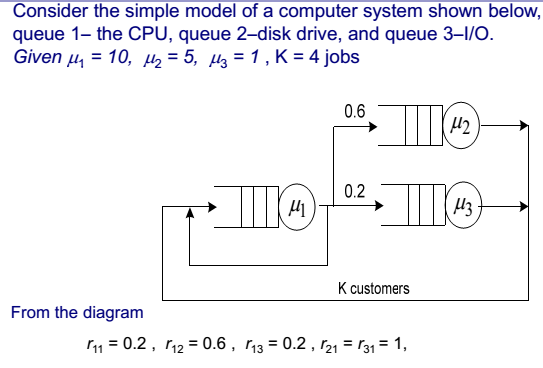 Consider the simple model of a computer system shown below,
queue 1– the CPU, queue 2–disk drive, and queue 3–I/O.
Given μ₁ = 10, μ₂ = 5, μ₃ = 1 , K = 4 jobs
0.6
μ₂
0.2
μ₁
μ₃
K customers
From the diagram
r₁₁ = 0.2 , r₁₂ = 0.6 , r₁₃ = 0.2 , r₂₁ = r₃₁ = 1,